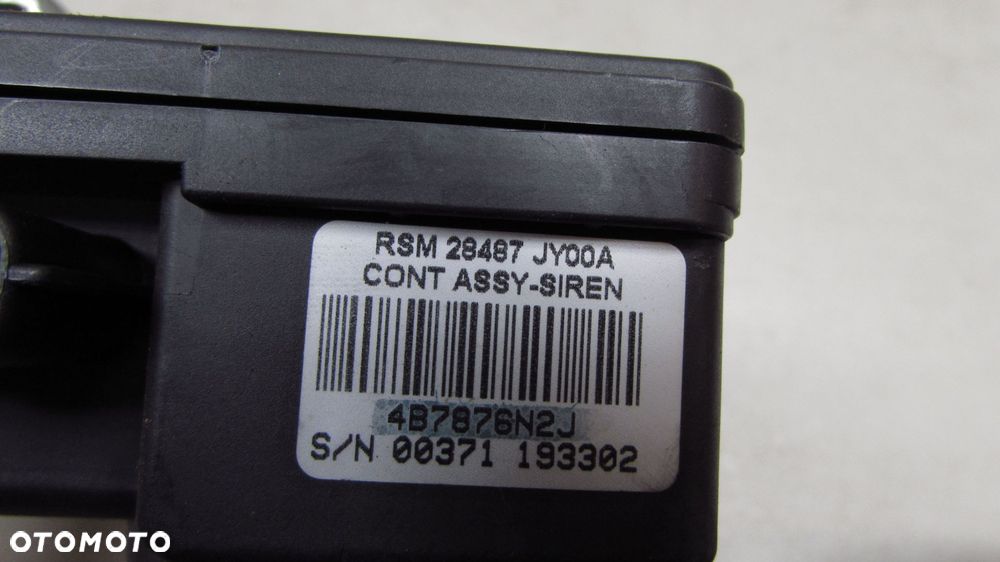 RSM 28487 JY00A
CONT ASSY-SIREN
4B7876N2J
S/N 00371 193302
OTOMOTO